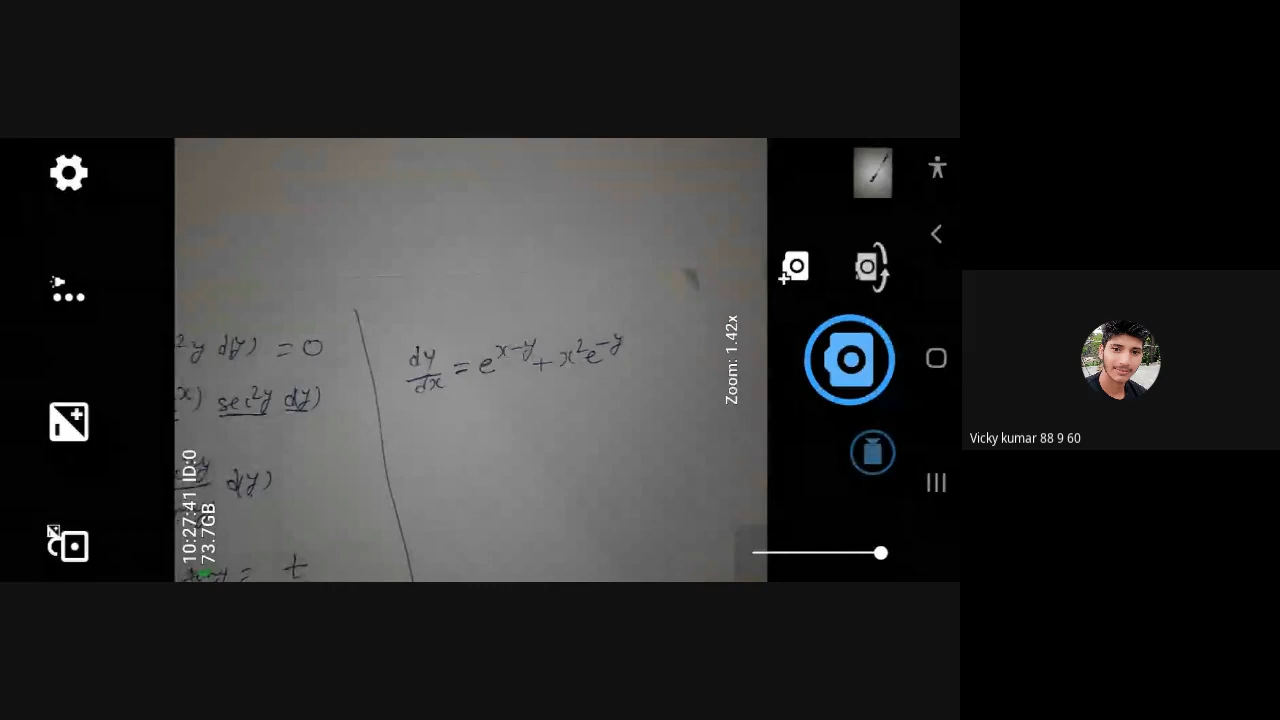 ²y dy) = 0
x) sec²y dy)
dy)
= t
dy/dx = e^(x-y) + x²e^(-y)
10:27:41 ID:0
73.7GB
Zoom: 1.42x
Vicky kumar 88 9 60